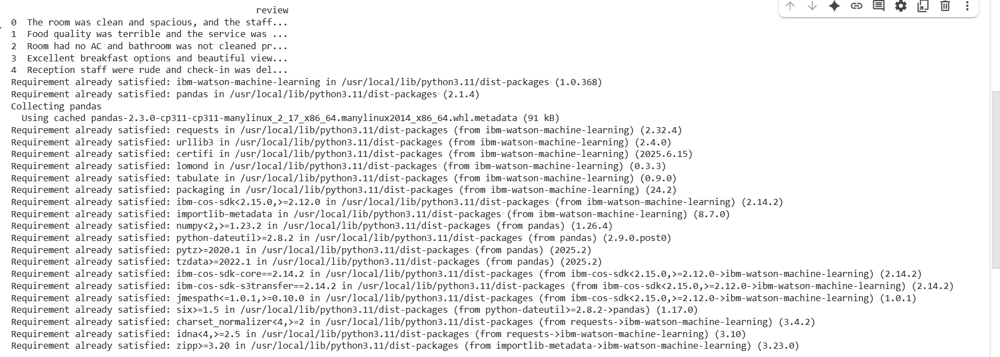 review
0  The room was clean and spacious, and the staff...
1  Food quality was terrible and the service was ...
2  Room had no AC and bathroom was not cleaned pr...
3  Excellent breakfast options and beautiful view...
4  Reception staff were rude and check-in was del...
Requirement already satisfied: ibm-watson-machine-learning in /usr/local/lib/python3.11/dist-packages (1.0.368)
Requirement already satisfied: pandas in /usr/local/lib/python3.11/dist-packages (2.1.4)
Collecting pandas
  Using cached pandas-2.3.0-cp311-cp311-manylinux_2_17_x86_64.manylinux2014_x86_64.whl.metadata (91 kB)
Requirement already satisfied: requests in /usr/local/lib/python3.11/dist-packages (from ibm-watson-machine-learning) (2.32.4)
Requirement already satisfied: urllib3 in /usr/local/lib/python3.11/dist-packages (from ibm-watson-machine-learning) (2.4.0)
Requirement already satisfied: certifi in /usr/local/lib/python3.11/dist-packages (from ibm-watson-machine-learning) (2025.6.15)
Requirement already satisfied: lomond in /usr/local/lib/python3.11/dist-packages (from ibm-watson-machine-learning) (0.3.3)
Requirement already satisfied: tabulate in /usr/local/lib/python3.11/dist-packages (from ibm-watson-machine-learning) (0.9.0)
Requirement already satisfied: packaging in /usr/local/lib/python3.11/dist-packages (from ibm-watson-machine-learning) (24.2)
Requirement already satisfied: ibm-cos-sdk<2.15.0,>=2.12.0 in /usr/local/lib/python3.11/dist-packages (from ibm-watson-machine-learning) (2.14.2)
Requirement already satisfied: importlib-metadata in /usr/local/lib/python3.11/dist-packages (from ibm-watson-machine-learning) (8.7.0)
Requirement already satisfied: numpy<2,>=1.23.2 in /usr/local/lib/python3.11/dist-packages (from pandas) (1.26.4)
Requirement already satisfied: python-dateutil>=2.8.2 in /usr/local/lib/python3.11/dist-packages (from pandas) (2.9.0.post0)
Requirement already satisfied: pytz>=2020.1 in /usr/local/lib/python3.11/dist-packages (from pandas) (2025.2)
Requirement already satisfied: tzdata>=2022.1 in /usr/local/lib/python3.11/dist-packages (from pandas) (2025.2)
Requirement already satisfied: ibm-cos-sdk-core==2.14.2 in /usr/local/lib/python3.11/dist-packages (from ibm-cos-sdk<2.15.0,>=2.12.0->ibm-watson-machine-learning) (2.14.2)
Requirement already satisfied: ibm-cos-sdk-s3transfer==2.14.2 in /usr/local/lib/python3.11/dist-packages (from ibm-cos-sdk<2.15.0,>=2.12.0->ibm-watson-machine-learning) (2.14.2)
Requirement already satisfied: jmespath<=1.0.1,>=0.10.0 in /usr/local/lib/python3.11/dist-packages (from ibm-cos-sdk<2.15.0,>=2.12.0->ibm-watson-machine-learning) (1.0.1)
Requirement already satisfied: six>=1.5 in /usr/local/lib/python3.11/dist-packages (from python-dateutil>=2.8.2->pandas) (1.17.0)
Requirement already satisfied: charset_normalizer<4,>=2 in /usr/local/lib/python3.11/dist-packages (from requests->ibm-watson-machine-learning) (3.4.2)
Requirement already satisfied: idna<4,>=2.5 in /usr/local/lib/python3.11/dist-packages (from requests->ibm-watson-machine-learning) (3.10)
Requirement already satisfied: zipp>=3.20 in /usr/local/lib/python3.11/dist-packages (from importlib-metadata->ibm-watson-machine-learning) (3.23.0)